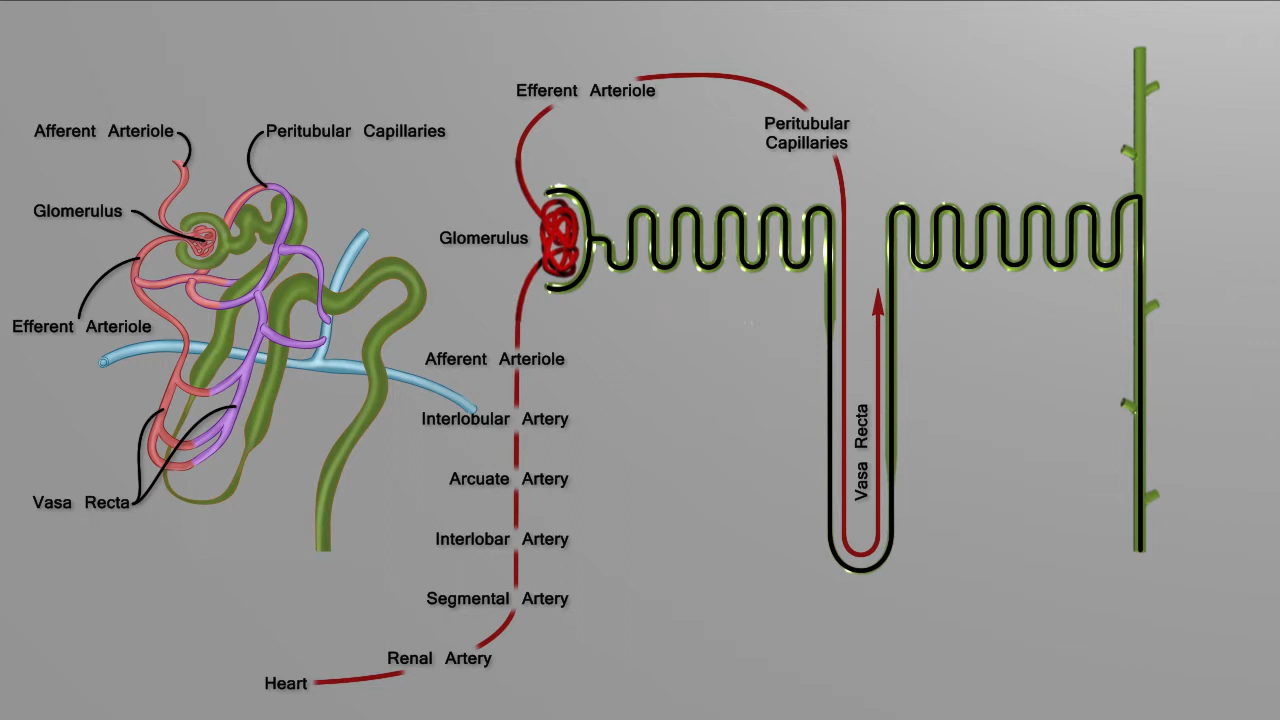 Afferent Arteriole
Peritubular Capillaries
Glomerulus
Efferent Arteriole
Vasa Recta
Efferent Arteriole
Peritubular
Capillaries
Glomerulus
Afferent Arteriole
Interlobular Artery
Arcuate Artery
Interlobar Artery
Segmental Artery
Renal Artery
Heart
Vasa Recta